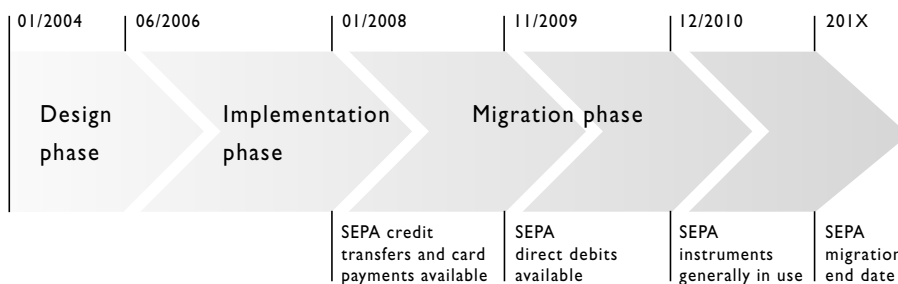 01/2004 06/2006 01/2008 11/2009 12/2010 201X
Design
phase
Implementation
phase
Migration phase
SEPA credit
transfers and card
payments available
SEPA
direct debits
available
SEPA
instruments
generally in use
SEPA
migration
end date